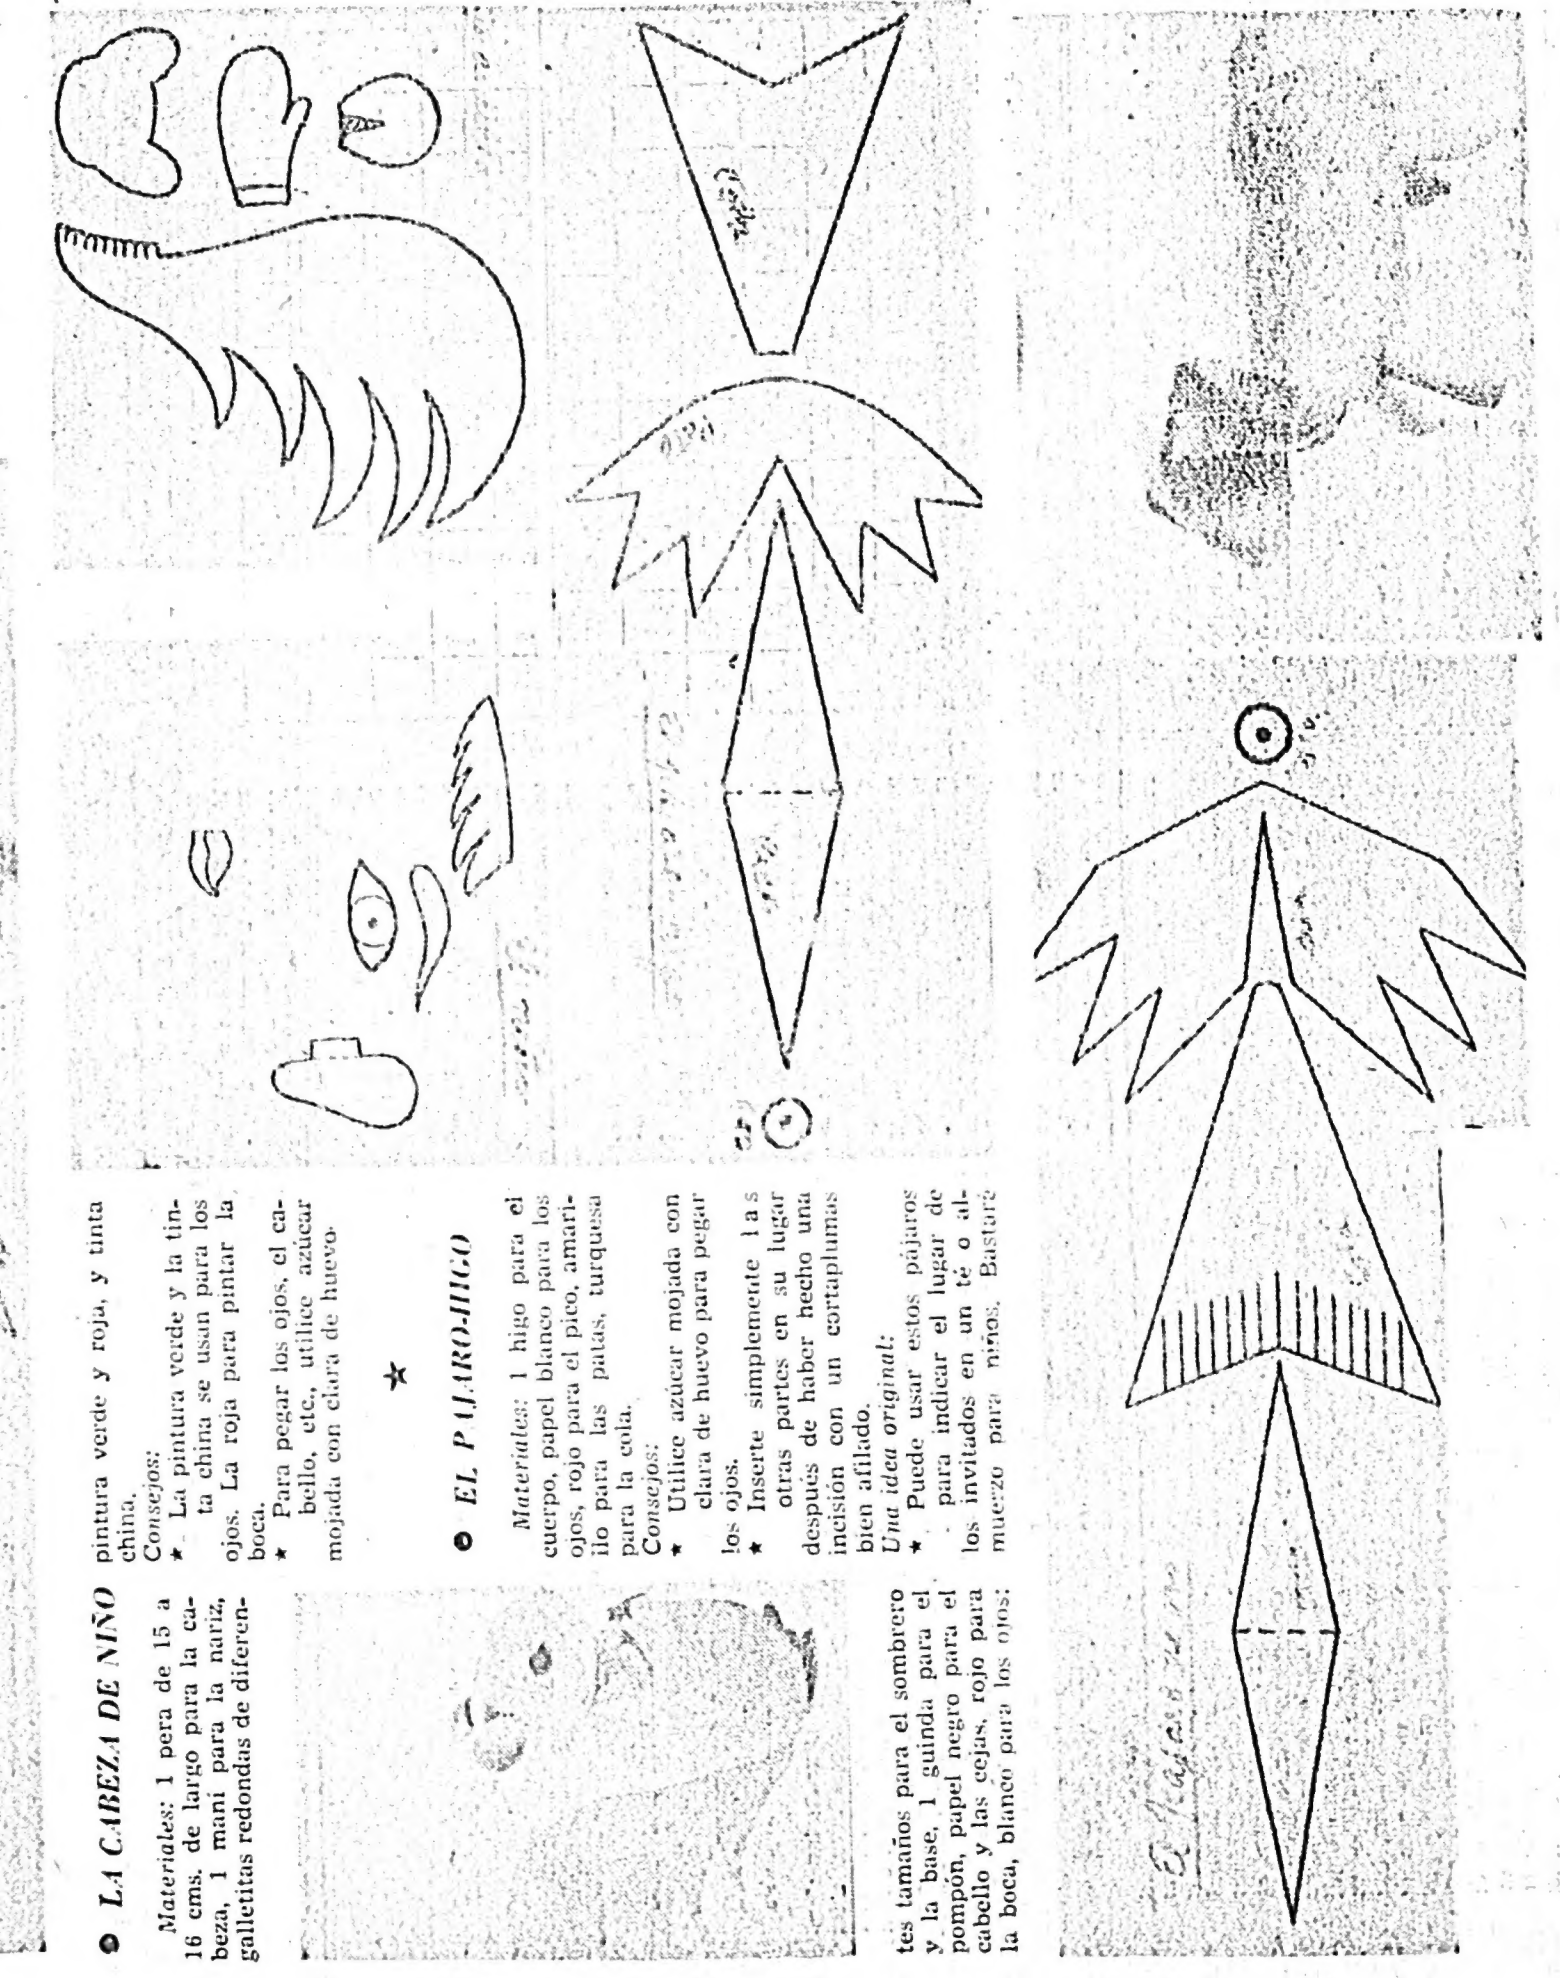 ● LA CABEZA DE NIÑO
Materiales: 1 pera de 15 a
16 cms. de largo para la ca-
beza, 1 maní para la nariz,
galletitas redondas de diferen-
tes tamaños para el sombrero
y la base, 1 guinda para el
pompón, papel negro para el
cabello y las cejas, rojo para
la boca, blanco para los ojos;
pintura verde y roja, y tinta
china.
Consejos:
★ La pintura verde y la tin-
ta china se usan para los
ojos. La roja para pintar la
boca.
★ Para pegar los ojos, el ca-
bello, etc., utilice azúcar
mojada con clara de huevo.
★
● EL PAJARO-HIGO
Materiales: 1 higo para el
cuerpo, papel blanco para los
ojos, rojo para el pico, amari-
llo para las patas, turquesa
para la cola.
Consejos:
★ Utilice azúcar mojada con
clara de huevo para pegar
los ojos.
★ Inserte simplemente las
otras partes en su lugar
después de haber hecho una
incisión con un cortaplumas
bien afilado.
Una idea original:
★ Puede usar estos pájaros
para indicar el lugar de
los invitados en un té o al-
muerzo para niños. Bastará
El Pájaro